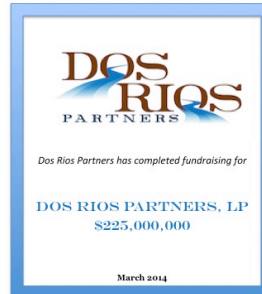 DOS
RIOS
PARTNERS
Dos Rios Partners has completed fundraising for
DOS RIOS PARTNERS, LP
$225,000,000
March 2014